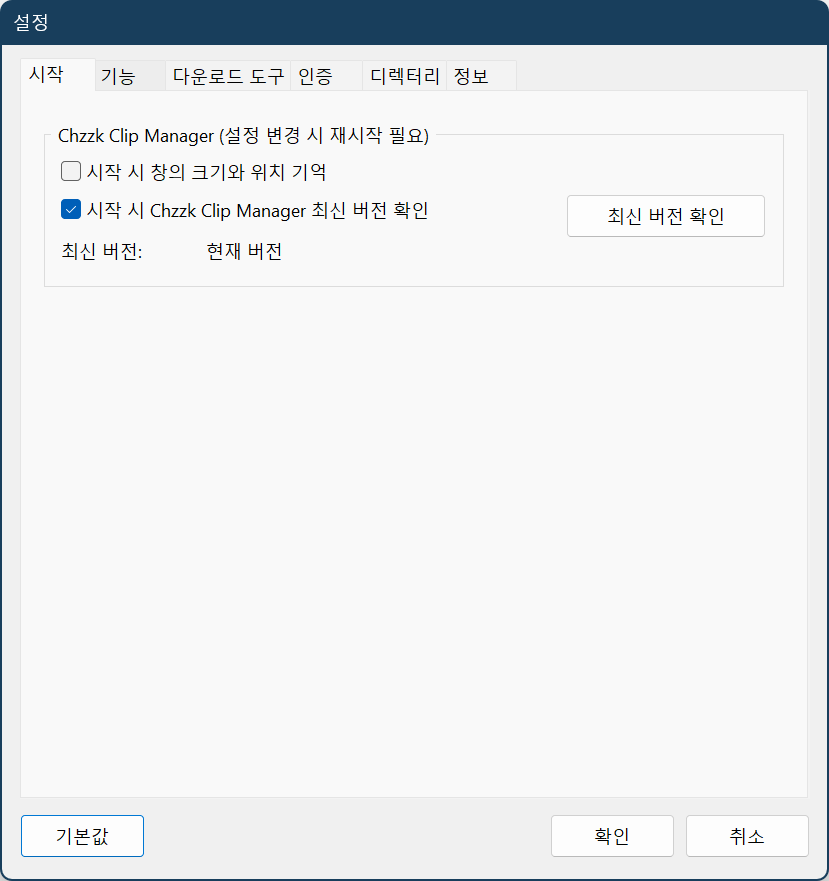 설정
시작 기능 다운로드 도구 인증 디렉터리 정보
Chzzk Clip Manager (설정 변경 시 재시작 필요)
시작 시 창의 크기와 위치 기억
시작 시 Chzzk Clip Manager 최신 버전 확인
최신 버전 확인
최신 버전: 현재 버전
기본값 확인 취소